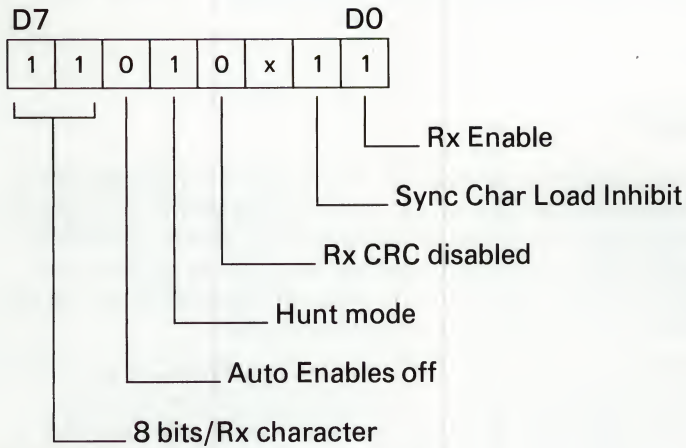 D7 D0
1 1 0 1 0 x 1 1
Rx Enable
Sync Char Load Inhibit
Rx CRC disabled
Hunt mode
Auto Enables off
8 bits/Rx character